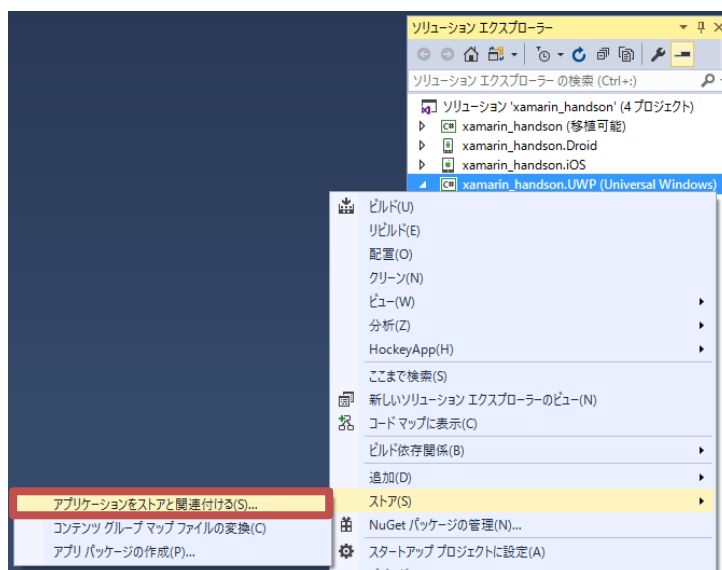 ソリューション エクスプローラー
ソリューション エクスプローラー の検索 (Ctrl+:)
ソリューション 'xamarin_handson' (4 プロジェクト)
xamarin_handson (移植可能)
xamarin_handson.Droid
xamarin_handson.iOS
xamarin_handson.UWP (Universal Windows)
ビルド(U)
リビルド(E)
配置(O)
クリーン(N)
ビュー(W)
分析(Z)
HockeyApp(H)
ここまで検索(S)
新しいソリューション エクスプローラーのビュー(N)
コード マップに表示(C)
ビルド依存関係(B)
追加(D)
ストア(S)
アプリケーションをストアと関連付ける(S)...
コンテンツ グループ マップ ファイルの変換(C)
アプリ パッケージの作成(P)...
NuGet パッケージの管理(N)...
スタートアップ プロジェクトに設定(A)